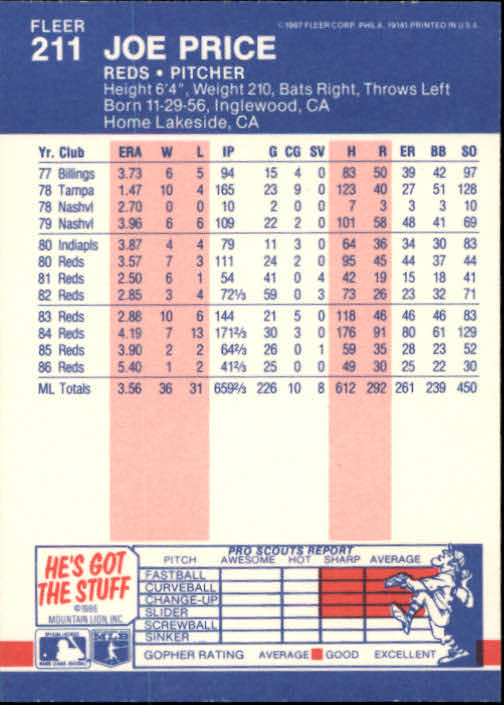 FLEER
211 JOE PRICE
©1987 FLEER CORP. PHILA. 19141-PRINTED IN U.S.A.
REDS • PITCHER
Height 6'4", Weight 210, Bats Right, Throws Left
Born 11-29-56, Inglewood, CA
Home Lakeside, CA
Yr. Club ERA W L IP G CG SV H R ER BB SO
77 Billings 3.73 6 5 94 15 4 0 83 50 39 42 97
78 Tampa 1.47 10 4 165 23 9 0 123 40 27 51 128
78 Nashvl 2.70 0 0 10 2 0 0 7 3 3 3 10
79 Nashvl 3.96 6 6 109 22 2 0 101 58 48 41 69
80 Indiapls 3.87 4 4 79 11 3 0 64 36 34 30 83
80 Reds 3.57 7 3 111 24 2 0 95 45 44 37 44
81 Reds 2.50 6 1 54 41 0 4 42 19 15 18 41
82 Reds 2.85 3 4 72⅓ 59 0 3 73 26 23 32 71
83 Reds 2.88 10 6 144 21 5 0 118 46 46 46 83
84 Reds 4.19 7 13 171⅔ 30 3 0 176 91 80 61 129
85 Reds 3.90 2 2 64⅔ 26 0 1 59 35 28 23 52
86 Reds 5.40 1 2 41⅔ 25 0 0 49 30 25 22 30
ML Totals 3.56 36 31 659⅔ 226 10 8 612 292 261 239 450
HE'S GOT
THE STUFF
©1986
MOUNTAIN LION, INC.
PRO SCOUTS REPORT
PITCH AWESOME HOT SHARP AVERAGE
FASTBALL
CURVEBALL
CHANGE-UP
SLIDER
SCREWBALL
SINKER
GOPHER RATING AVERAGE GOOD EXCELLENT
MLB